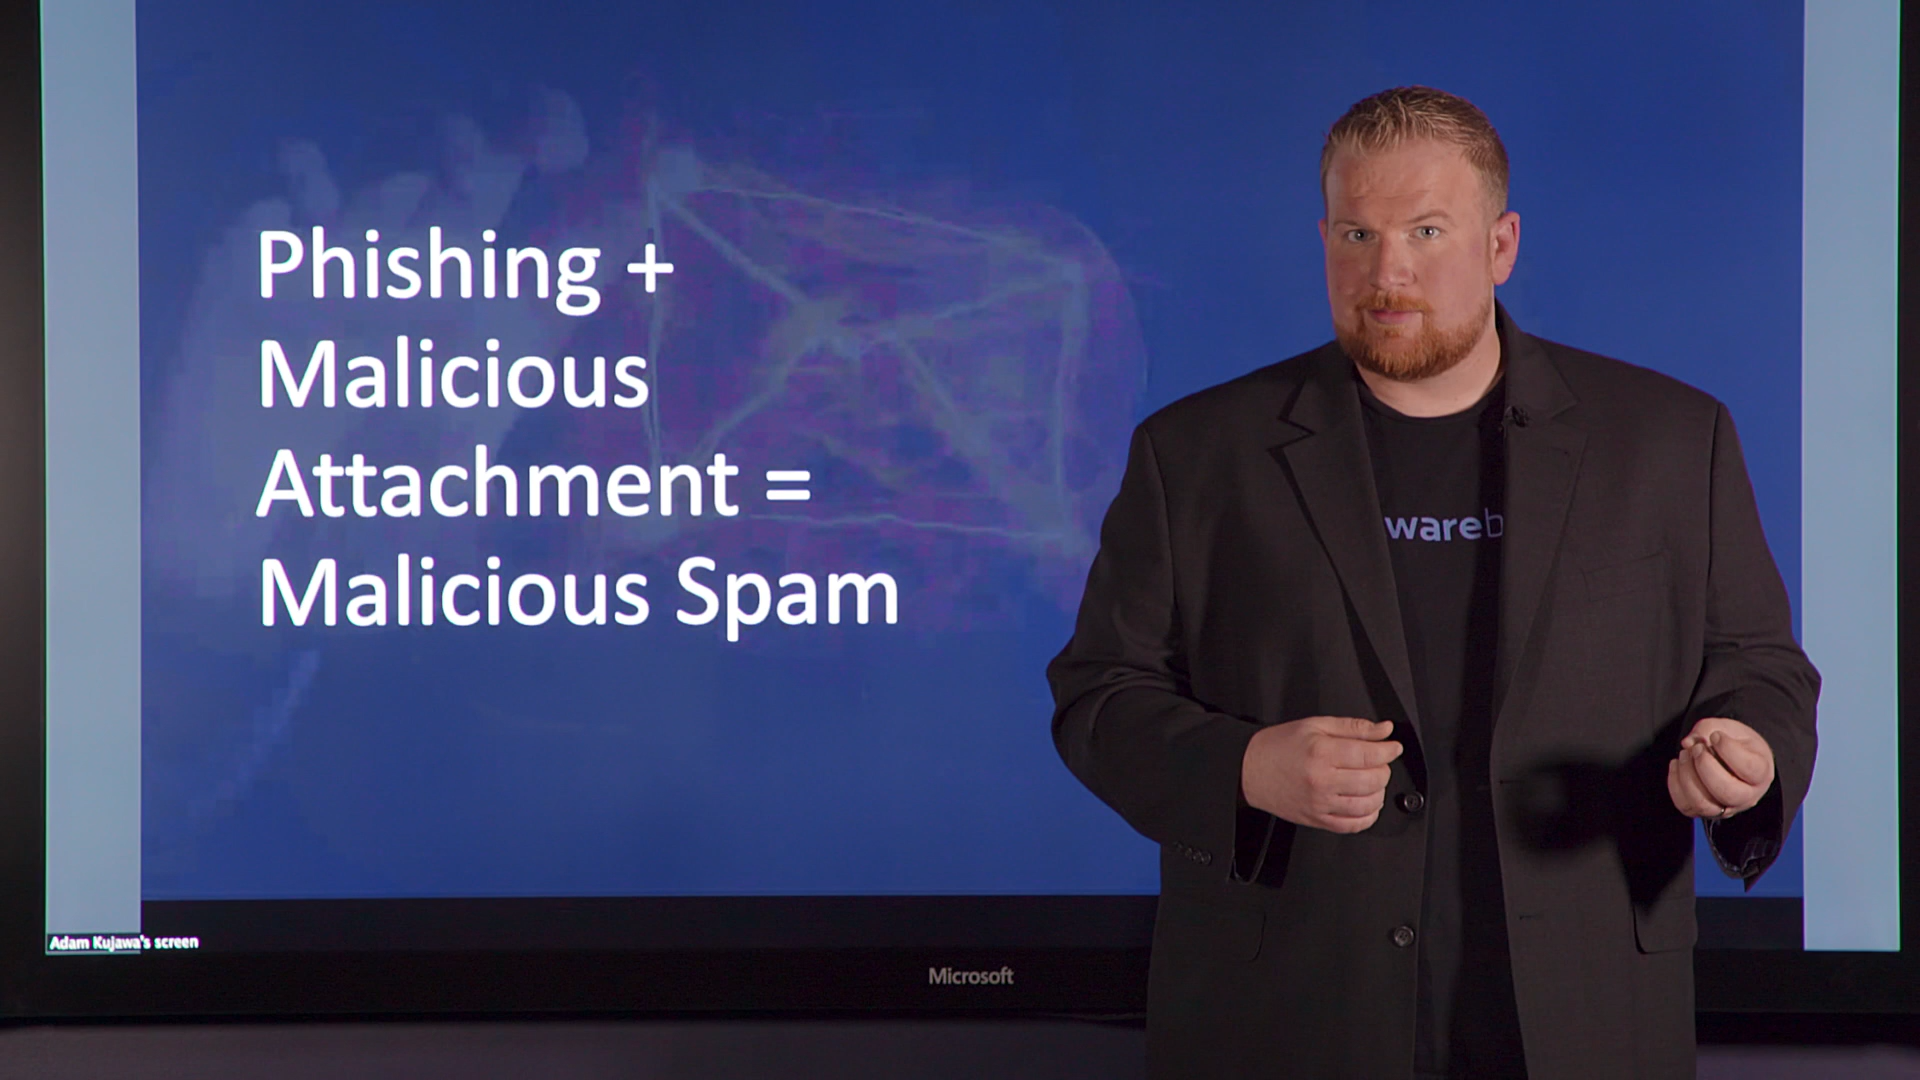 Phishing +
Malicious
Attachment =
Malicious Spam
wareb
Adam Kujawa's screen
Microsoft